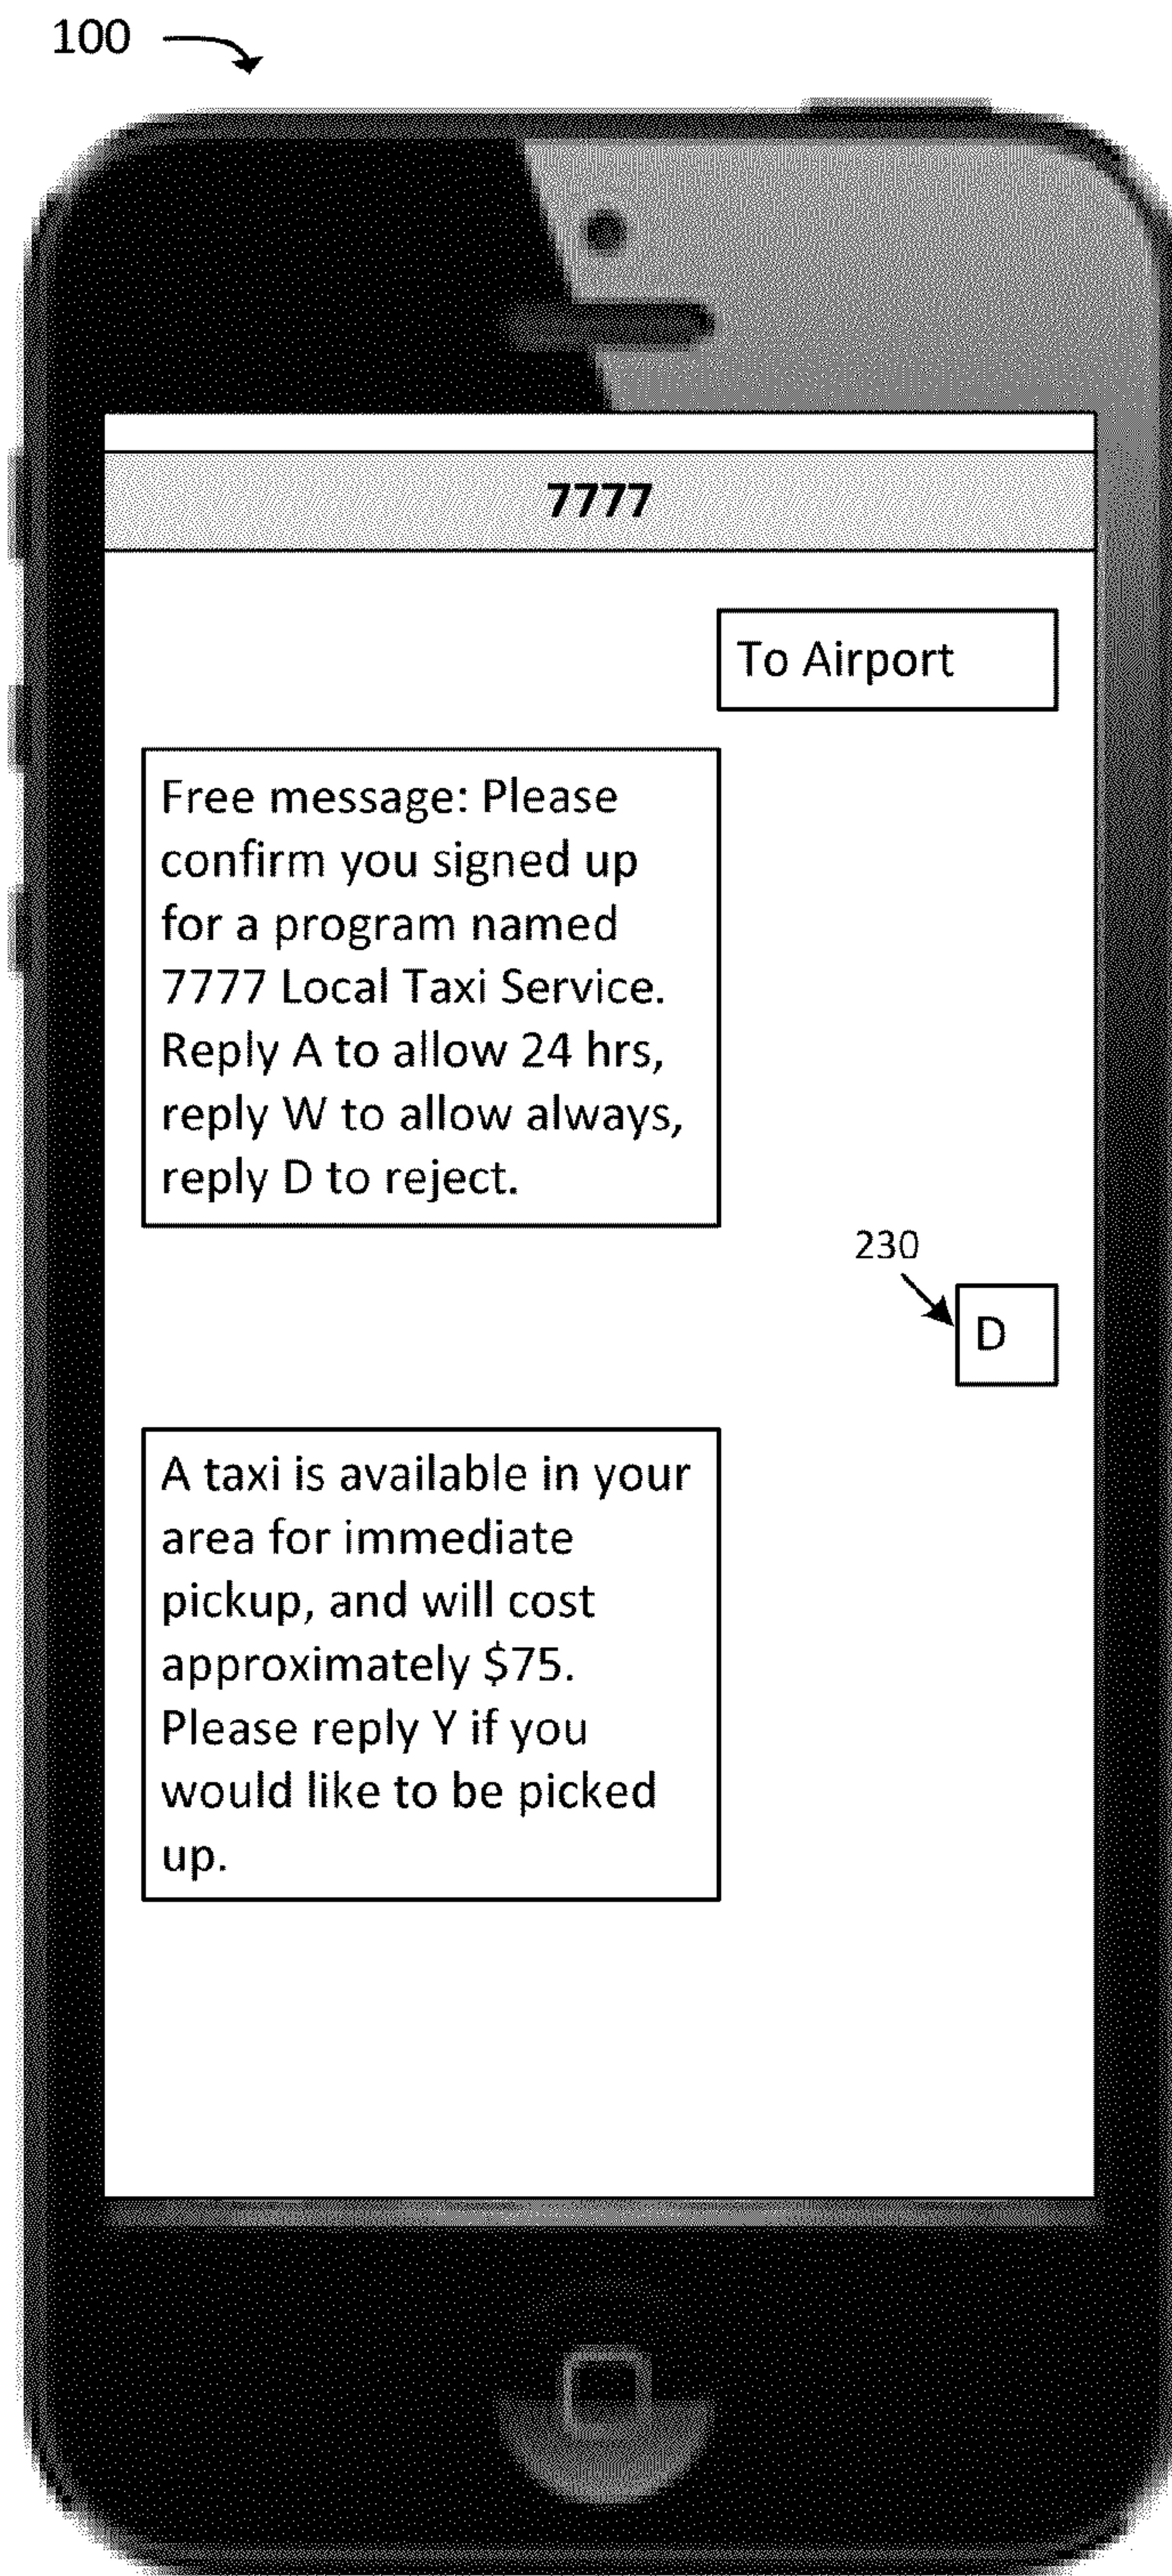 100
7777
To Airport
Free message: Please
confirm you signed up
for a program named
7777 Local Taxi Service.
Reply A to allow 24 hrs,
reply W to allow always,
reply D to reject.
230
D
A taxi is available in your
area for immediate
pickup, and will cost
approximately $75.
Please reply Y if you
would like to be picked
up.